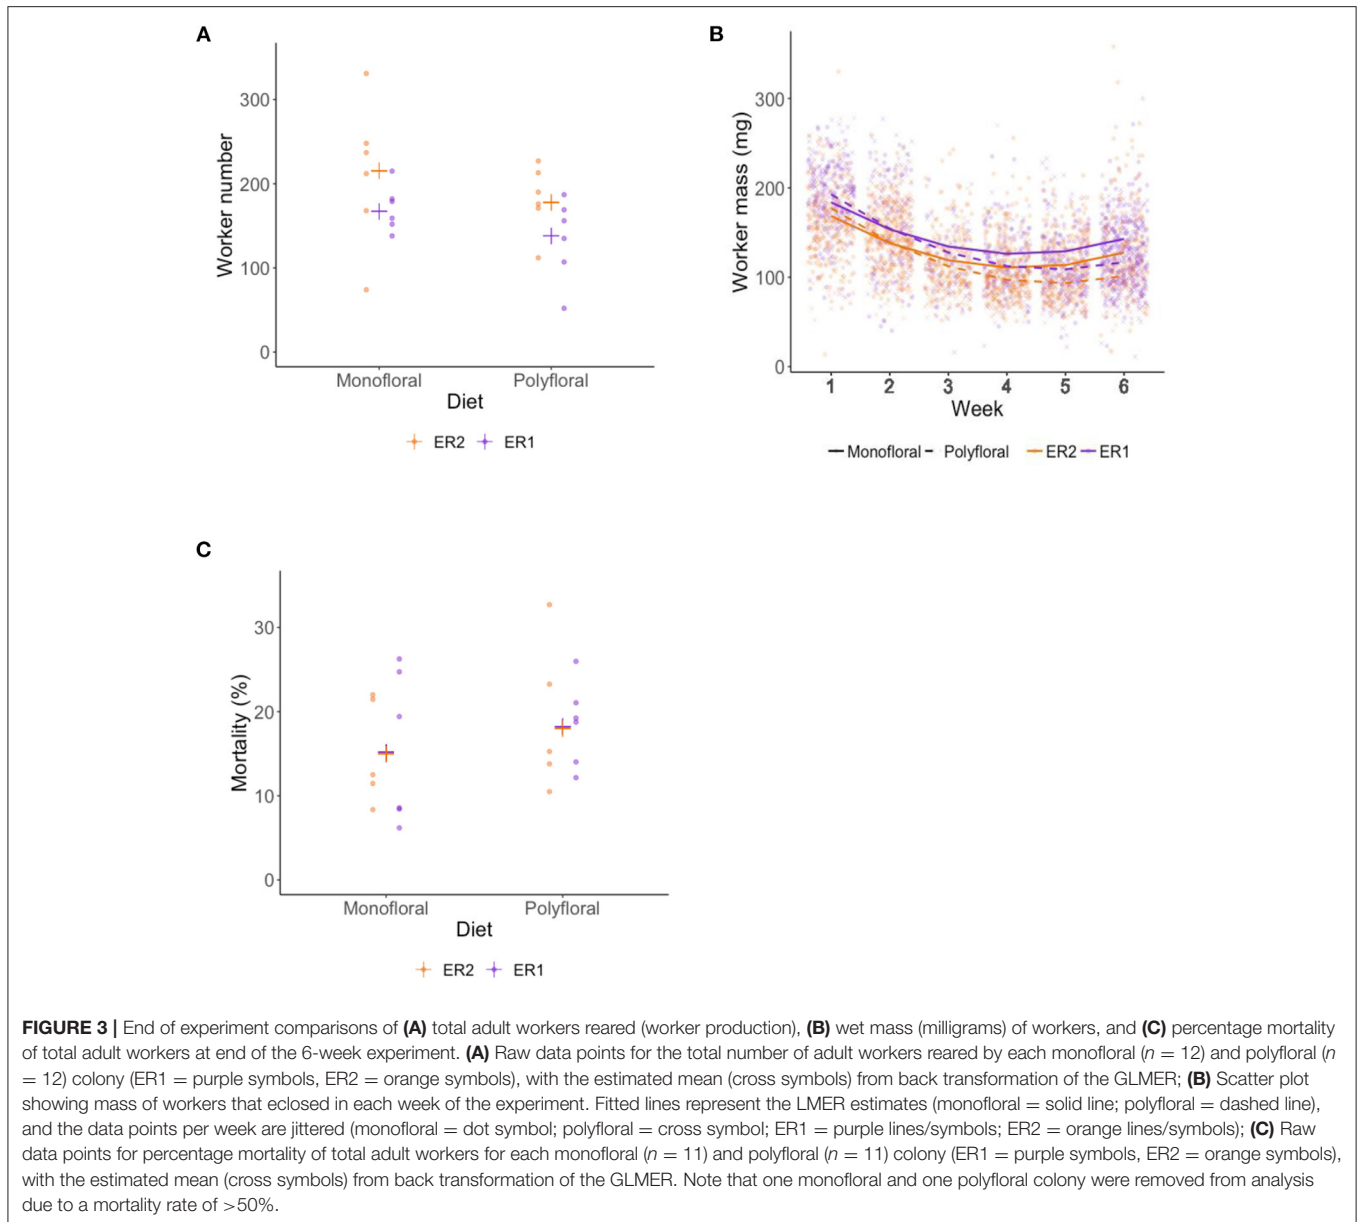 A
300
200
100
0
Worker number
Monofloral
Polyfloral
Diet
ER2 ER1
B
300
200
100
0
Worker mass (mg)
1 2 3 4 5 6
Week
Monofloral Polyfloral ER2 ER1
C
30
20
10
0
Mortality (%)
Monofloral
Polyfloral
Diet
ER2 ER1
FIGURE 3 | End of experiment comparisons of (A) total adult workers reared (worker production), (B) wet mass (milligrams) of workers, and (C) percentage mortality
of total adult workers at end of the 6-week experiment. (A) Raw data points for the total number of adult workers reared by each monofloral (n = 12) and polyfloral (n
= 12) colony (ER1 = purple symbols, ER2 = orange symbols), with the estimated mean (cross symbols) from back transformation of the GLMER; (B) Scatter plot
showing mass of workers that eclosed in each week of the experiment. Fitted lines represent the LMER estimates (monofloral = solid line; polyfloral = dashed line),
and the data points per week are jittered (monofloral = dot symbol; polyfloral = cross symbol; ER1 = purple lines/symbols; ER2 = orange lines/symbols); (C) Raw
data points for percentage mortality of total adult workers for each monofloral (n = 11) and polyfloral (n = 11) colony (ER1 = purple symbols, ER2 = orange symbols),
with the estimated mean (cross symbols) from back transformation of the GLMER. Note that one monofloral and one polyfloral colony were removed from analysis
due to a mortality rate of >50%.